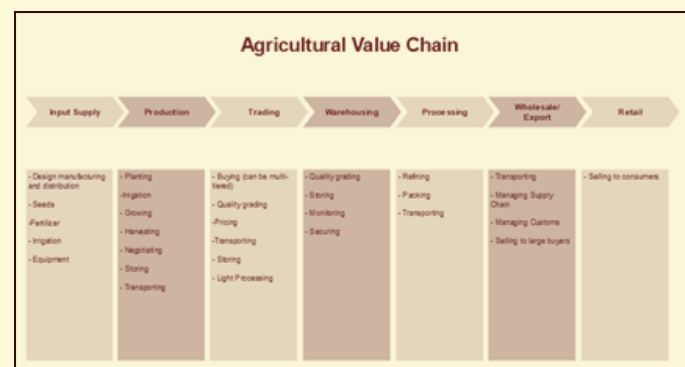 Agricultural Value Chain
Input Supply
Production
Trading
Warehousing
Processing
Wholesale/
Export
Retail
- Design manufacturing
and distribution
- Seeds
-Fertilizer
- Irrigation
- Equipment
- Planting
-Irrigation
- Growing
- Harvesting
- Negotiating
- Storing
- Transporting
- Buying (can be multi-
tiered)
- Quality grading
-Pricing
-Transporting
- Storing
- Light Processing
- Quality grading
- Storing
- Monitoring
- Securing
- Refining
- Packing
- Transporting
- Transporting
- Managing Supply
Chain
- Managing Customs
- Selling to large buyers
- Selling to consumers